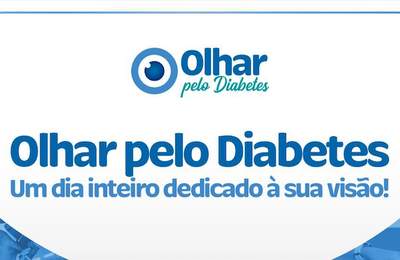 Olhar
pelo Diabetes
Olhar pelo Diabetes
Um dia inteiro dedicado à sua visão!